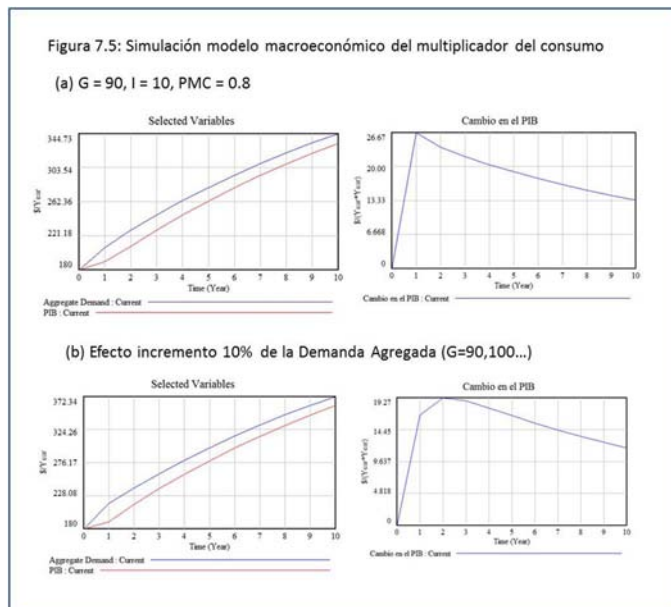 Figura 7.5: Simulación modelo macroeconómico del multiplicador del consumo
(a) G = 90, I = 10, PMC = 0.8
Selected Variables
344.73
303.54
262.36
221.18
180
$/Year
0 1 2 3 4 5 6 7 8 9 10
Time (Year)
Aggregate Demand : Current
PIB : Current
Cambio en el PIB
26.67
20.00
13.33
6.668
0
$/(Year*Year)
0 1 2 3 4 5 6 7 8 9 10
Time (Year)
Cambio en el PIB : Current
(b) Efecto incremento 10% de la Demanda Agregada (G=90,100...)
Selected Variables
372.34
324.26
276.17
228.08
180
$/Year
0 1 2 3 4 5 6 7 8 9 10
Time (Year)
Aggregate Demand : Current
PIB : Current
Cambio en el PIB
19.27
14.45
9.637
4.818
0
$/(Year*Year)
0 1 2 3 4 5 6 7 8 9 10
Time (Year)
Cambio en el PIB : Current